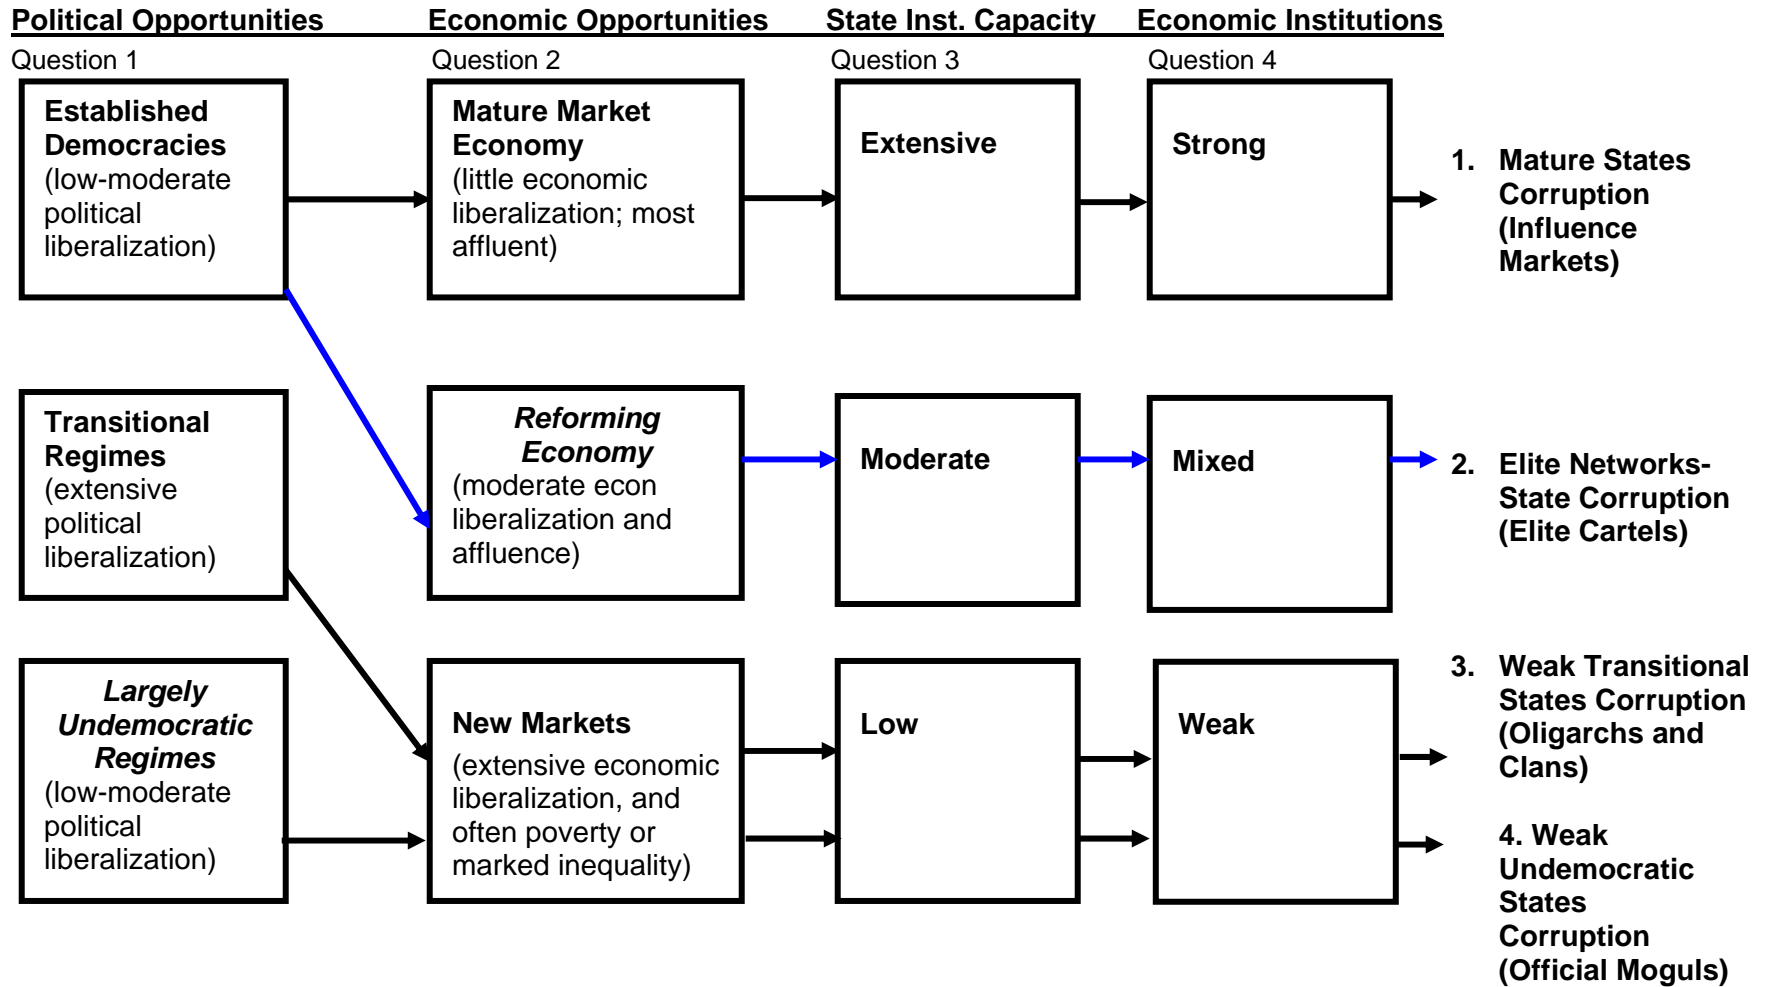 Political Opportunities
Economic Opportunities
State Inst. Capacity
Economic Institutions
Question 1
Question 2
Question 3
Question 4
Established
Democracies
(low-moderate
political
liberalization)
Mature Market
Economy
(little economic
liberalization; most
affluent)
Extensive
Strong
1. Mature States
Corruption
(Influence
Markets)
Transitional
Regimes
(extensive
political
liberalization)
Reforming
Economy
(moderate econ
liberalization and
affluence)
Moderate
Mixed
2. Elite Networks-
State Corruption
(Elite Cartels)
Largely
Undemocratic
Regimes
(low-moderate
political
liberalization)
New Markets
(extensive economic
liberalization, and
often poverty or
marked inequality)
Low
Weak
3. Weak Transitional
States Corruption
(Oligarchs and
Clans)
4. Weak
Undemocratic
States
Corruption
(Official Moguls)